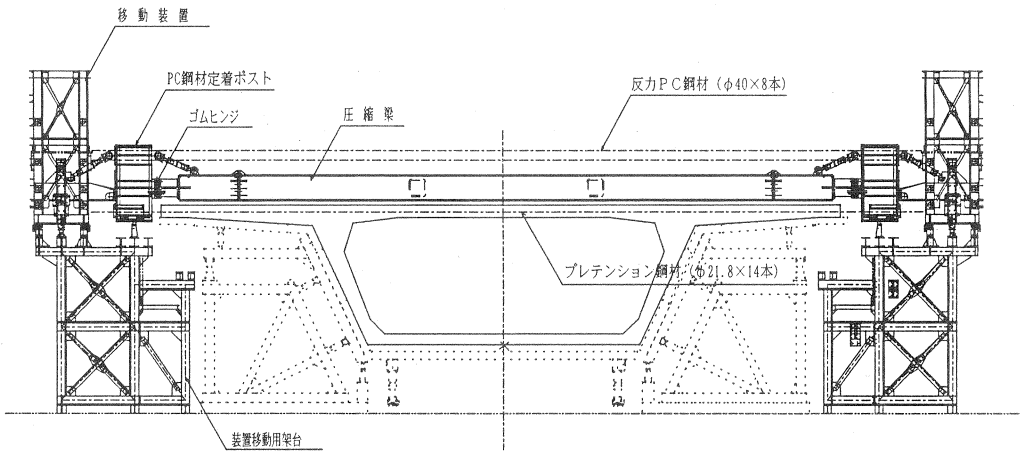 移動装置
PC鋼材定着ポスト
反力PC鋼材(φ40×8本)
ゴムヒンジ
圧縮梁
プレテンション鋼材(φ21.8×14本)
装置移動用架台